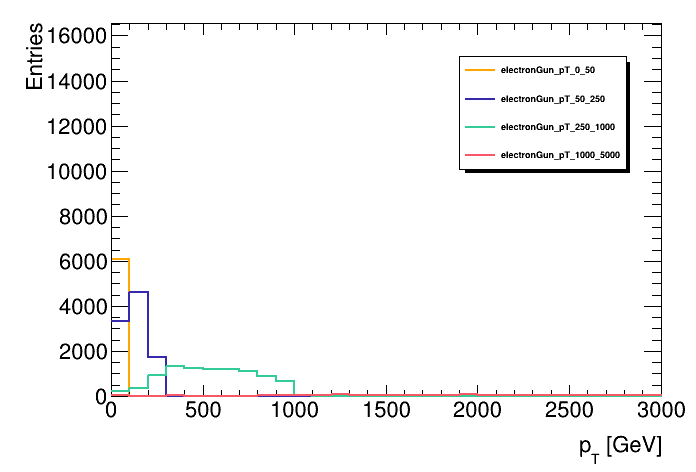 Entries
16000
14000
12000
10000
8000
6000
4000
2000
0
electronGun_pT_0_50
electronGun_pT_50_250
electronGun_pT_250_1000
electronGun_pT_1000_5000
0 500 1000 1500 2000 2500 3000
p_T [GeV]